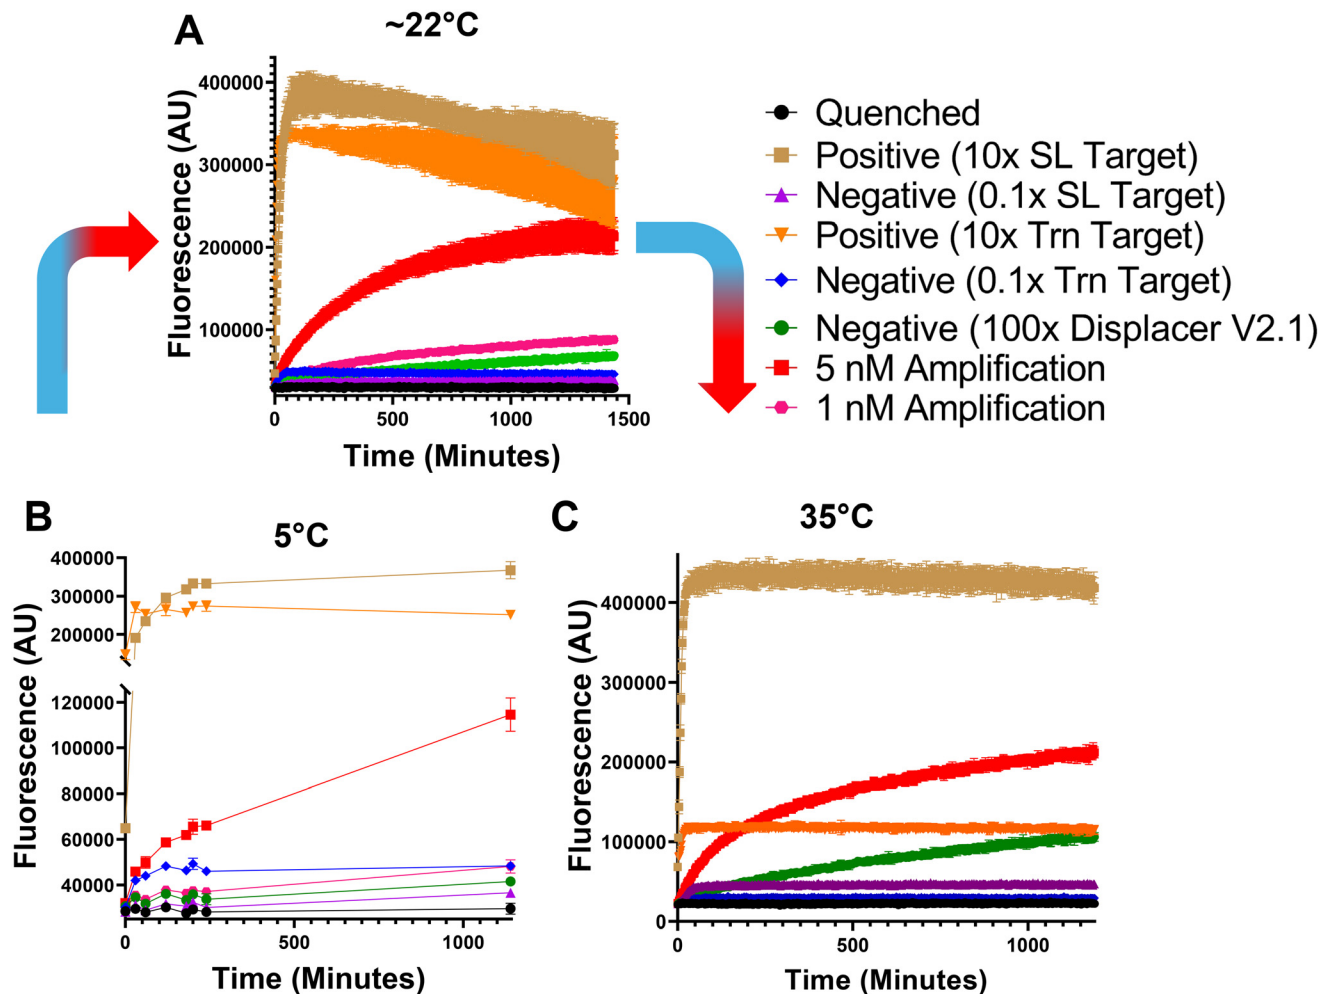 A
~22°C
Fluorescence (AU)
400000
300000
200000
100000
0
500
1000
1500
Time (Minutes)
Quenched
Positive (10x SL Target)
Negative (0.1x SL Target)
Positive (10x Trn Target)
Negative (0.1x Trn Target)
Negative (100x Displacer V2.1)
5 nM Amplification
1 nM Amplification
B
5°C
Fluorescence (AU)
400000
300000
200000
120000
100000
80000
60000
40000
0
500
1000
Time (Minutes)
C
35°C
Fluorescence (AU)
400000
300000
200000
100000
0
0
500
1000
Time (Minutes)